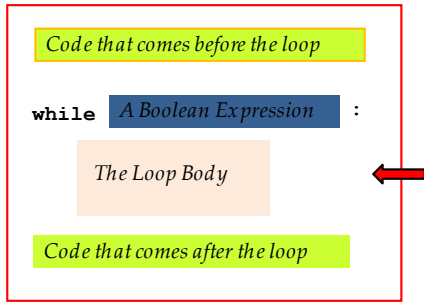 Code that comes before the loop
while A Boolean Expression :
The Loop Body
Code that comes after the loop